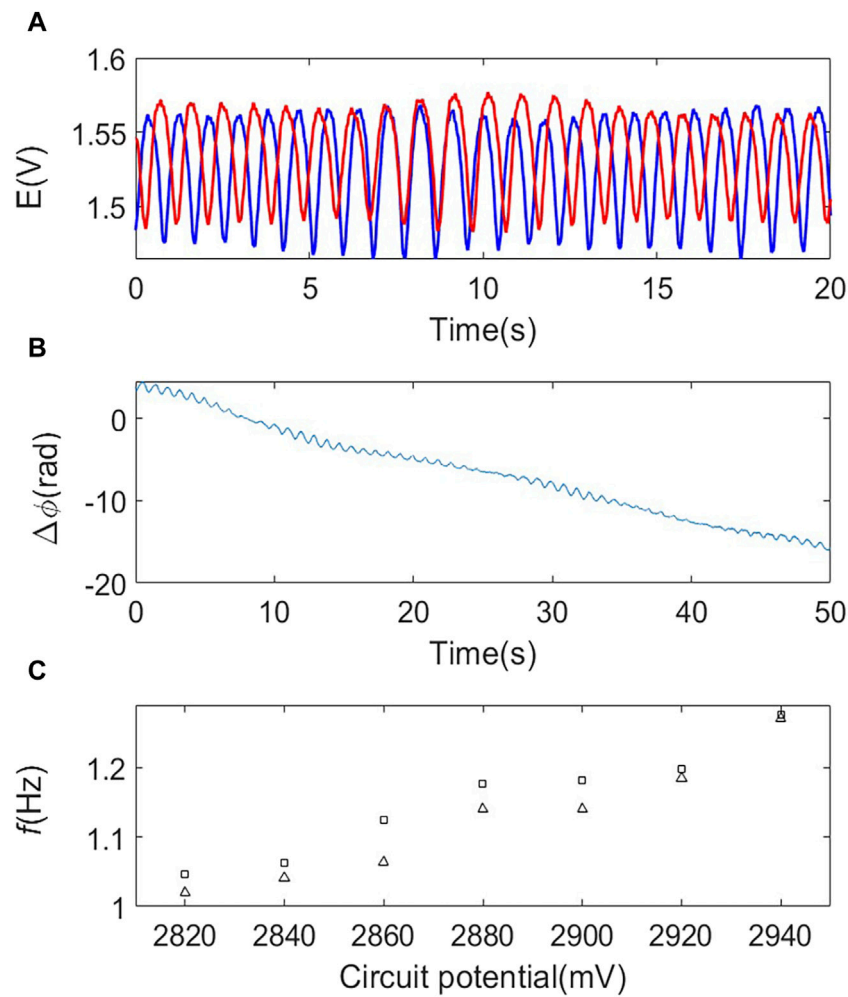 A
1.6
1.55
1.5
E(V)
0 5 10 15 20
Time(s)
B
0
-10
-20
Δϕ(rad)
0 10 20 30 40 50
Time(s)
C
1.2
1.1
1
f(Hz)
2820 2840 2860 2880 2900 2920 2940
Circuit potential(mV)